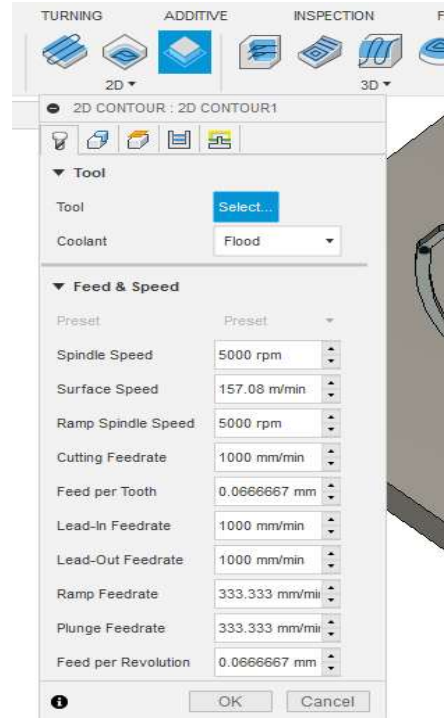 TURNING ADDITIVE INSPECTION F
2D 3D
2D CONTOUR : 2D CONTOUR1
Tool
Tool Select...
Coolant Flood
Feed & Speed
Preset Preset
Spindle Speed 5000 rpm
Surface Speed 157.08 m/min
Ramp Spindle Speed 5000 rpm
Cutting Feedrate 1000 mm/min
Feed per Tooth 0.0666667 mm
Lead-In Feedrate 1000 mm/min
Lead-Out Feedrate 1000 mm/min
Ramp Feedrate 333.333 mm/mi
Plunge Feedrate 333.333 mm/mi
Feed per Revolution 0.0666667 mm
OK Cancel